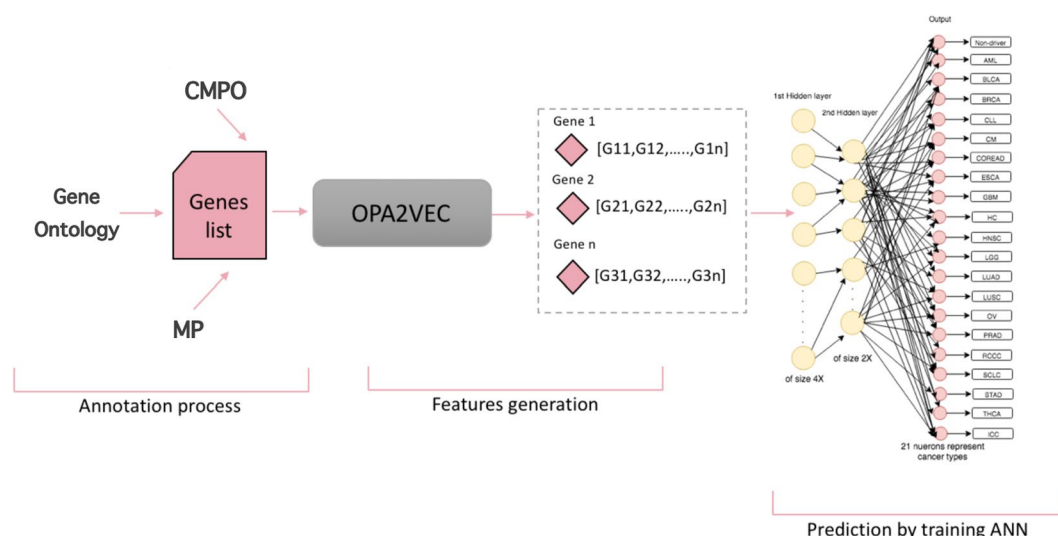 CMPO
Gene
Ontology
Genes
list
MP
Annotation process
OPA2VEC
Features generation
Gene 1
[G11,G12,.....,G1n]
Gene 2
[G21,G22,.....,G2n]
Gene n
[G31,G32,.....,G3n]
1st Hidden layer
2nd Hidden layer
of size 4X
of size 2X
Output
Non-driver
AML
BLCA
BRCA
CLL
CM
COREAD
ESCA
GBM
HC
HNSC
LGG
LUAD
LUSC
OV
PRAD
RCCC
SCLC
STAD
THCA
ICC
21 nuerons represent
cancer types
Prediction by training ANN